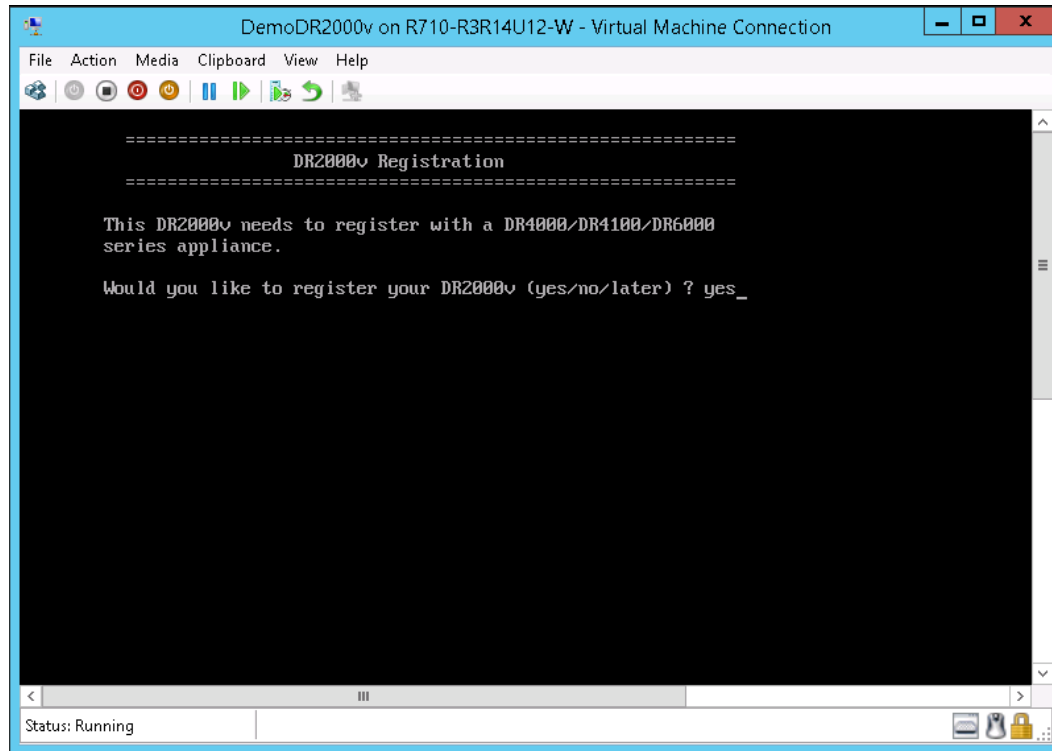 DemoDR2000v on R710-R3R14U12-W - Virtual Machine Connection
File Action Media Clipboard View Help
==========================================================
DR2000v Registration
==========================================================
This DR2000v needs to register with a DR4000/DR4100/DR6000
series appliance.
Would you like to register your DR2000v (yes/no/later) ? yes_
Status: Running